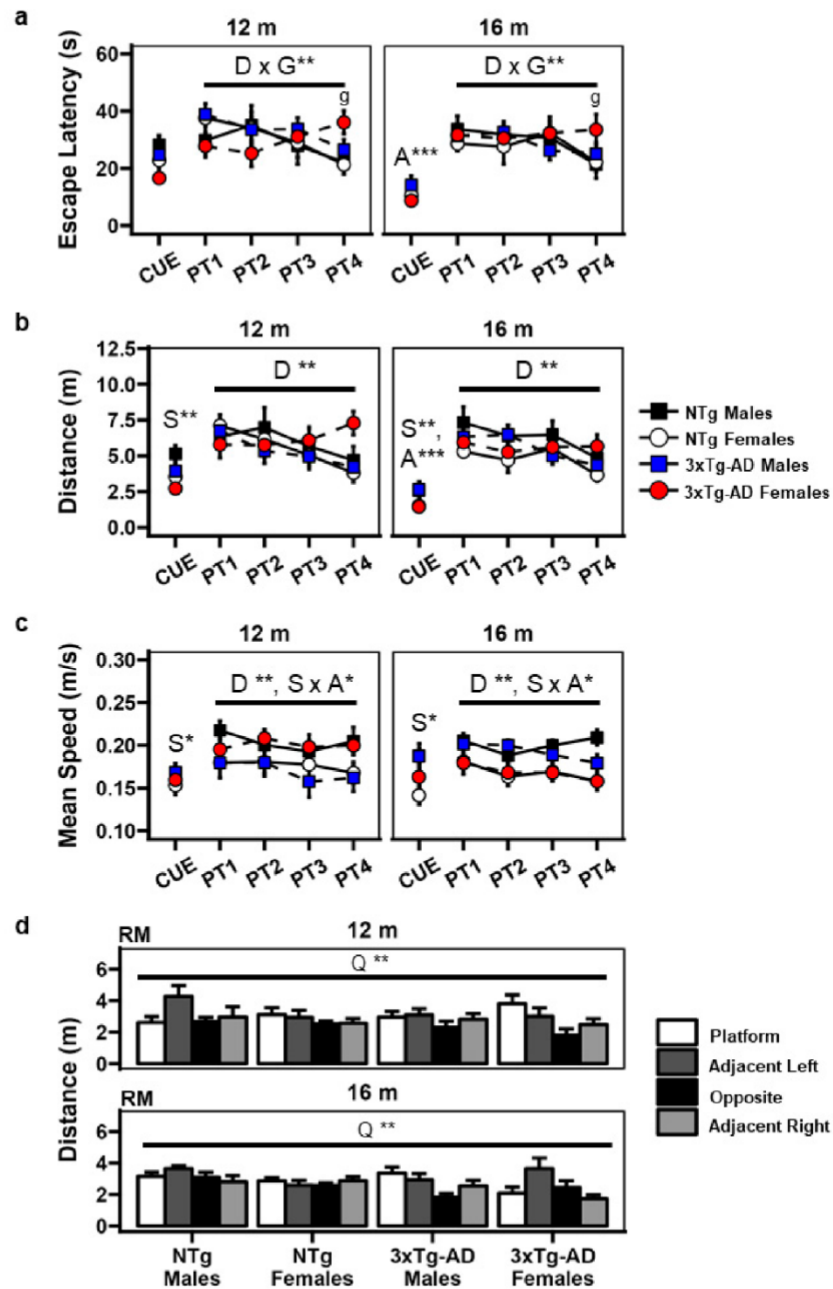 a
12 m
16 m
Escape Latency (s)
60
40
20
0
D x G**
g
D x G**
g
A***
CUE
PT1
PT2
PT3
PT4
CUE
PT1
PT2
PT3
PT4
b
12 m
16 m
Distance (m)
12.5
10.0
7.5
5.0
2.5
0.0
S**
D **
S**,
A***
D **
CUE
PT1
PT2
PT3
PT4
CUE
PT1
PT2
PT3
PT4
NTg Males
NTg Females
3xTg-AD Males
3xTg-AD Females
c
12 m
16 m
Mean Speed (m/s)
0.30
0.25
0.20
0.15
0.10
S*
D **, S x A*
S*
D **, S x A*
CUE
PT1
PT2
PT3
PT4
CUE
PT1
PT2
PT3
PT4
d
RM
12 m
Q **
6
4
2
0
Distance (m)
RM
16 m
Q **
6
4
2
0
NTg
Males
NTg
Females
3xTg-AD
Males
3xTg-AD
Females
Platform
Adjacent Left
Opposite
Adjacent Right